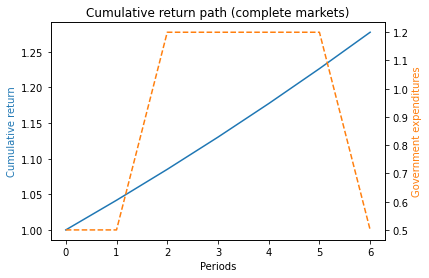 Cumulative return path (complete markets)
Cumulative return
1.25
1.20
1.15
1.10
1.05
1.00
1.2
1.1
1.0
0.9
0.8
0.7
0.6
0.5
Government expenditures
0 1 2 3 4 5 6
Periods